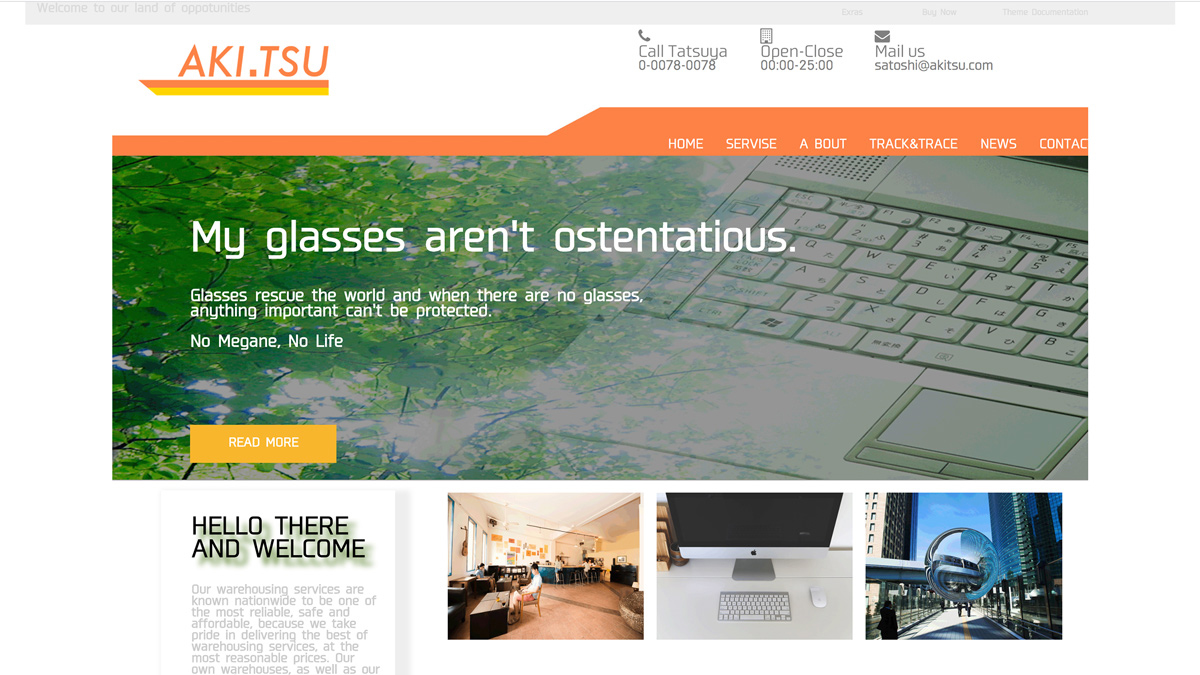 Welcome to our land of oppotunities
Exras Buy Now Theme Documentation
AKI.TSU
Call Tatsuya
0-0078-0078
Open-Close
00:00-25:00
Mail us
satoshi@akitsu.com
HOME SERVISE A BOUT TRACK&TRACE NEWS CONTAC
My glasses aren't ostentatious.
Glasses rescue the world and when there are no glasses,
anything important can't be protected.
No Megane, No Life
READ MORE
HELLO THERE
AND WELCOME
Our warehousing services are
known nationwide to be one of
the most reliable, safe and
affordable, because we take
pride in delivering the best of
warehousing services, at the
most reasonable prices. Our
own warehouses, as well as our